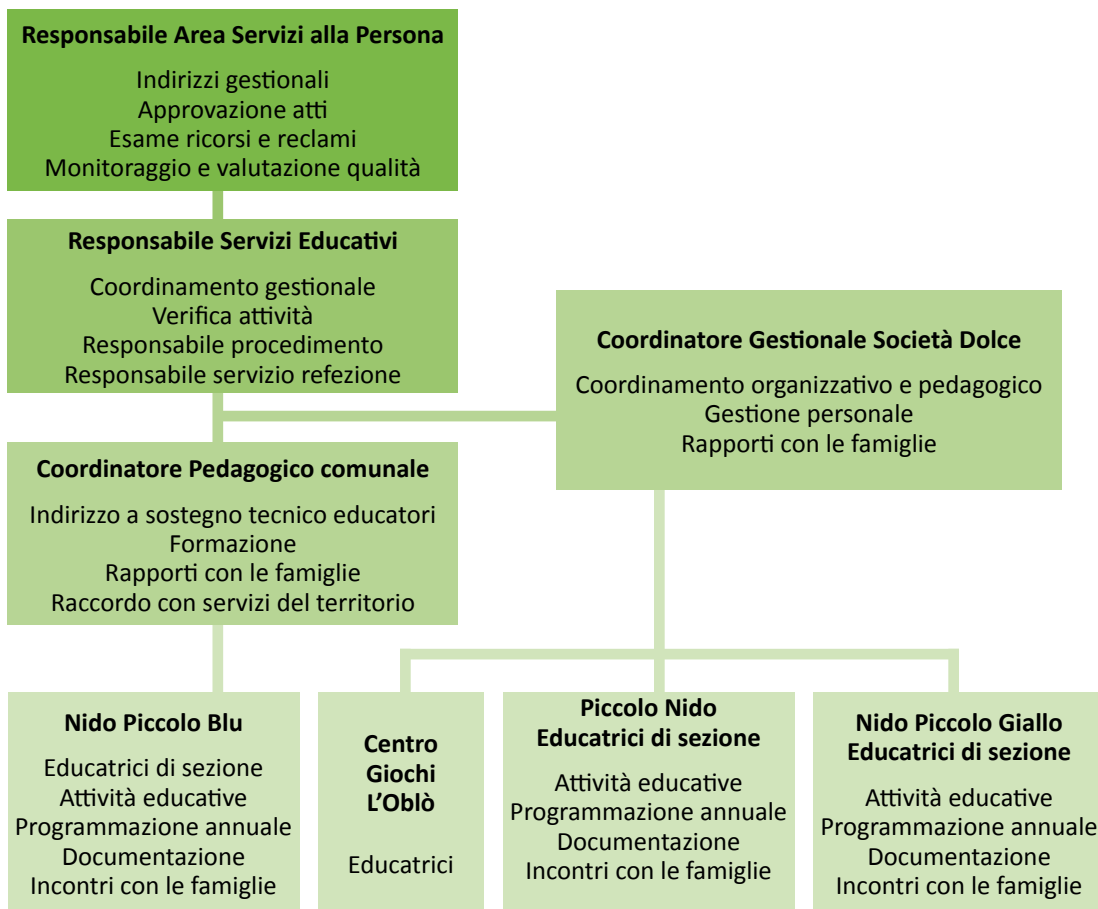 Responsabile Area Servizi alla Persona
Indirizzi gestionali
Approvazione atti
Esame ricorsi e reclami
Monitoraggio e valutazione qualità
Responsabile Servizi Educativi
Coordinamento gestionale
Verifica attività
Responsabile procedimento
Responsabile servizio refezione
Coordinatore Gestionale Società Dolce
Coordinamento organizzativo e pedagogico
Gestione personale
Rapporti con le famiglie
Coordinatore Pedagogico comunale
Indirizzo a sostegno tecnico educatori
Formazione
Rapporti con le famiglie
Raccordo con servizi del territorio
Nido Piccolo Blu
Educatrici di sezione
Attività educative
Programmazione annuale
Documentazione
Incontri con le famiglie
Centro
Giochi
L'Oblò
Educatrici
Piccolo Nido
Educatrici di sezione
Attività educative
Programmazione annuale
Documentazione
Incontri con le famiglie
Nido Piccolo Giallo
Educatrici di sezione
Attività educative
Programmazione annuale
Documentazione
Incontri con le famiglie